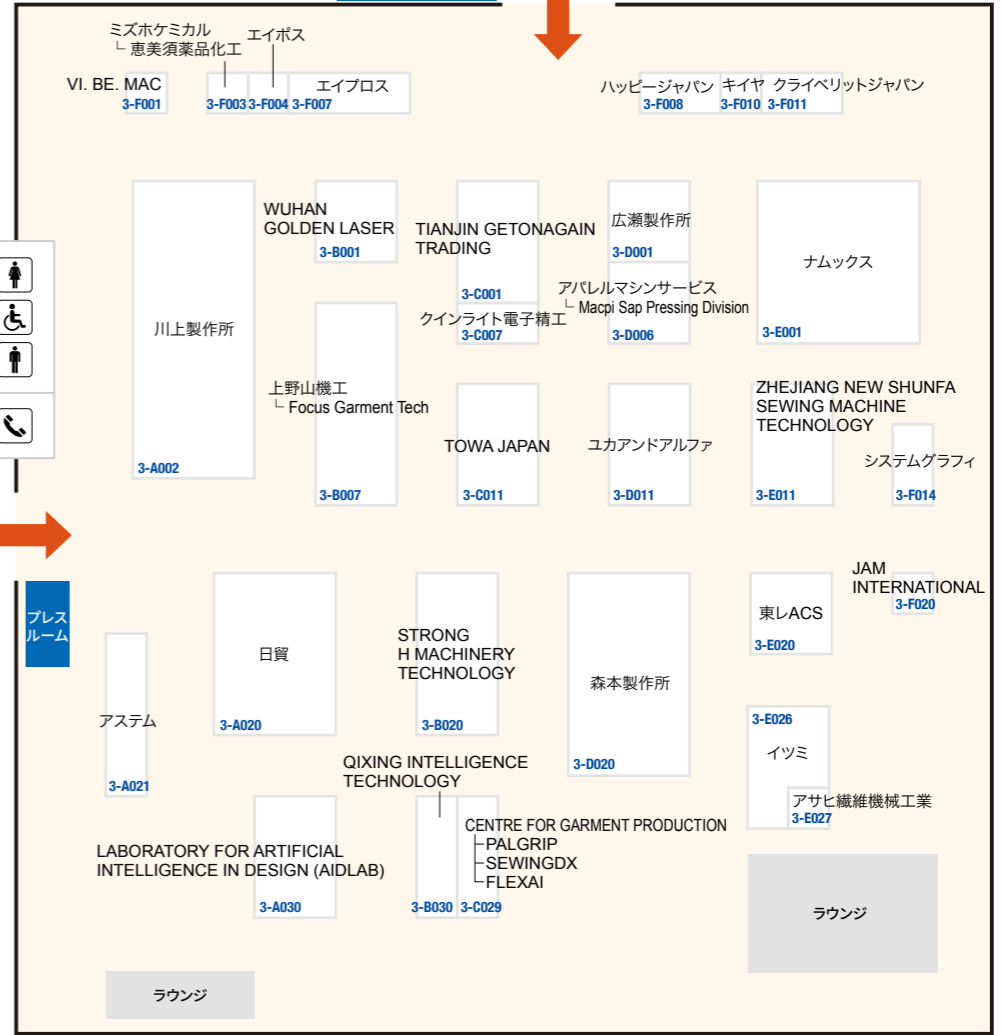 ミズホケミカル
└ 恵美須薬品化工
エイポス
VI. BE. MAC
3-F001
3-F003
3-F004
エイプロス
3-F007
ハッピージャパン
3-F008
キイヤ
3-F010
クライベリットジャパン
3-F011
川上製作所
3-A002
WUHAN
GOLDEN LASER
3-B001
TIANJIN GETONAGAIN
TRADING
3-C001
クインライト電子精工
3-C007
広瀬製作所
3-D001
アパレルマシンサービス
└ Macpi Sap Pressing Division
3-D006
ナムックス
3-E001
上野山機工
└ Focus Garment Tech
3-B007
TOWA JAPAN
3-C011
ユカアンドアルファ
3-D011
ZHEJIANG NEW SHUNFA
SEWING MACHINE
TECHNOLOGY
3-E011
システムグラフィ
3-F014
プレス
ルーム
アステム
3-A021
日貿
3-A020
STRONG
H MACHINERY
TECHNOLOGY
3-B020
森本製作所
3-D020
東レACS
3-E020
JAM
INTERNATIONAL
3-F020
3-E026
イツミ
アサヒ繊維機械工業
3-E027
LABORATORY FOR ARTIFICIAL
INTELLIGENCE IN DESIGN (AIDLAB)
3-A030
QIXING INTELLIGENCE
TECHNOLOGY
3-B030
CENTRE FOR GARMENT PRODUCTION
PALGRIP
SEWINGDX
FLEXAI
3-C029
ラウンジ
ラウンジ